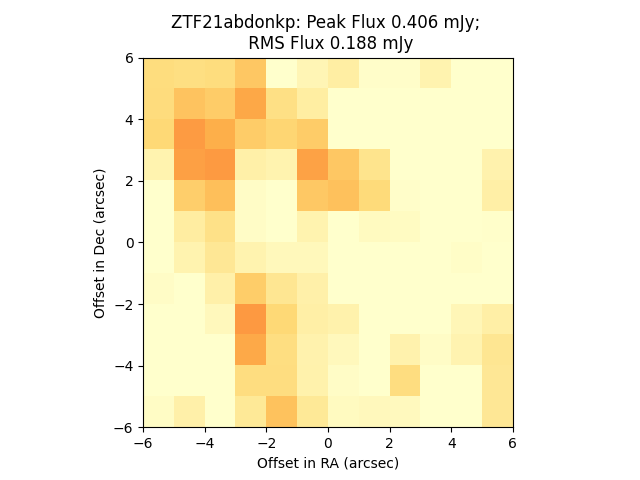 ZTF21abdonkp: Peak Flux 0.406 mJy;
RMS Flux 0.188 mJy
6
4
2
0
−2
−4
−6
Offset in Dec (arcsec)
−6 −4 −2 0 2 4 6
Offset in RA (arcsec)